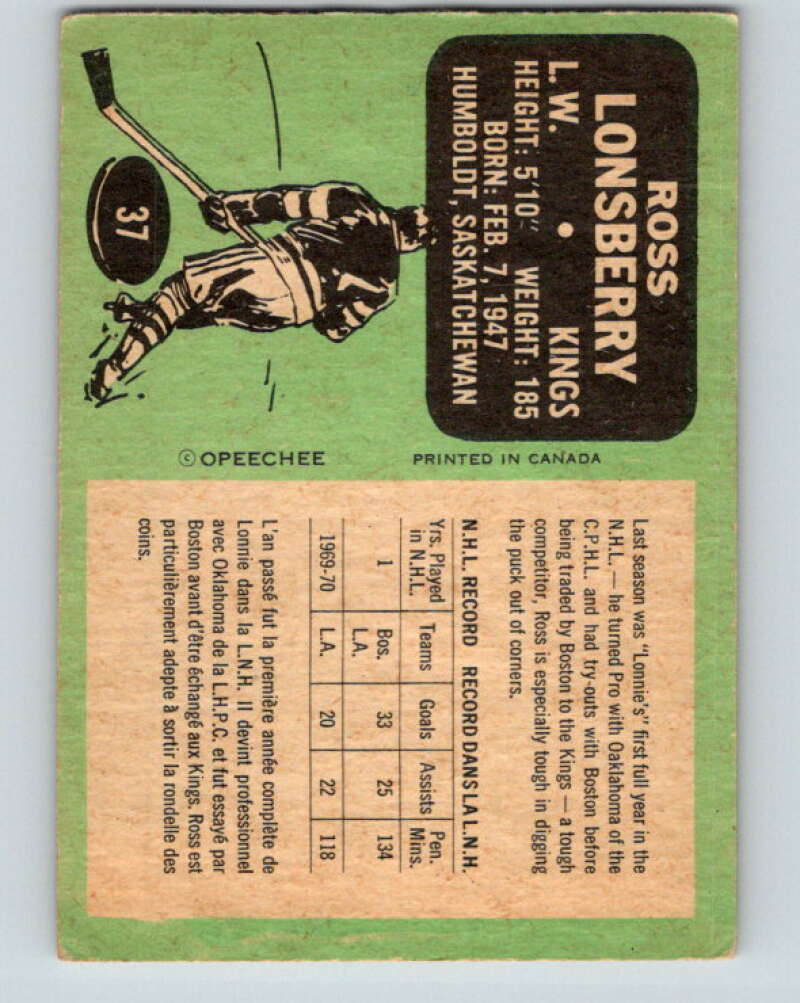 ROSS
LONSBERRY
L.W. • KINGS
HEIGHT: 5'10" WEIGHT: 185
BORN: FEB. 7, 1947
HUMBOLDT, SASKATCHEWAN
37
© OPEECHEE
PRINTED IN CANADA
Last season was "Lonnie's" first full year in the
N.H.L. — he turned Pro with Oaklahoma of the
C.P.H.L. and had try-outs with Boston before
being traded by Boston to the Kings — a tough
competitor, Ross is especially tough in digging
the puck out of corners.
N.H.L. RECORD RECORD DANS LA L.N.H.
Yrs. Played in N.H.L. Teams Goals Assists Pen. Mins.
1 Bos. L.A. 33 25 134
1969-70 L.A. 20 22 118
L'an passé fut la première année complète de
Lonnie dans la L.N.H. Il devint professionnel
avec Oklahoma de la L.H.P.C. et fut essayé par
Boston avant d'être échangé aux Kings. Ross est
particulièrement adepte à sortir la rondelle des
coins.